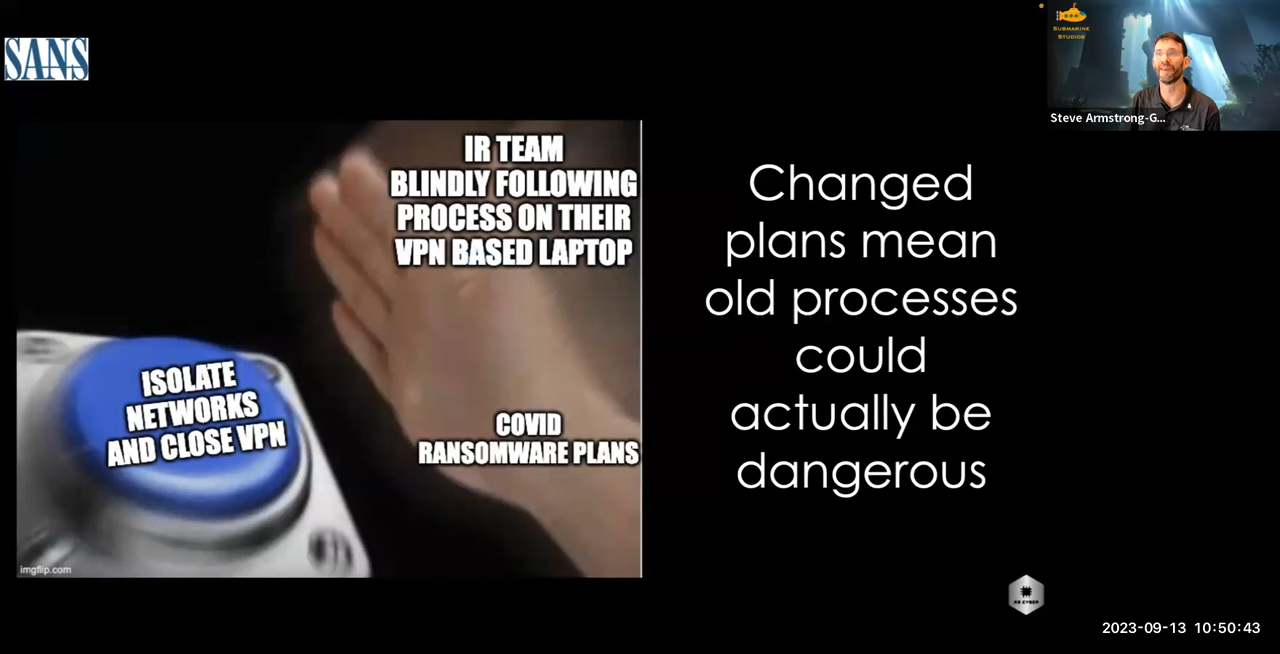 SANS
IR TEAM
BLINDLY FOLLOWING
PROCESS ON THEIR
VPN BASED LAPTOP
ISOLATE
NETWORKS
AND CLOSE VPN
COVID
RANSOMWARE PLANS
imgflip.com
Changed
plans mean
old processes
could
actually be
dangerous
SUBMARINE
STUDIOS
Steve Armstrong-G...
2023-09-13 10:50:43